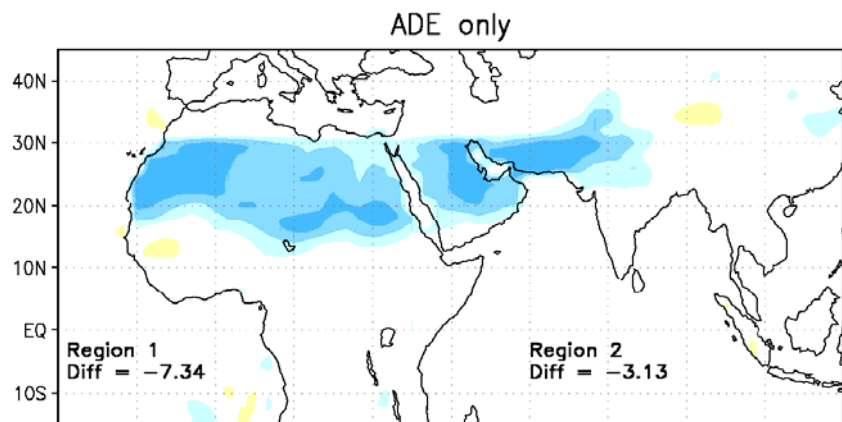 ADE only
40N
30N
20N
10N
EQ
10S
Region 1
Diff = −7.34
Region 2
Diff = −3.13